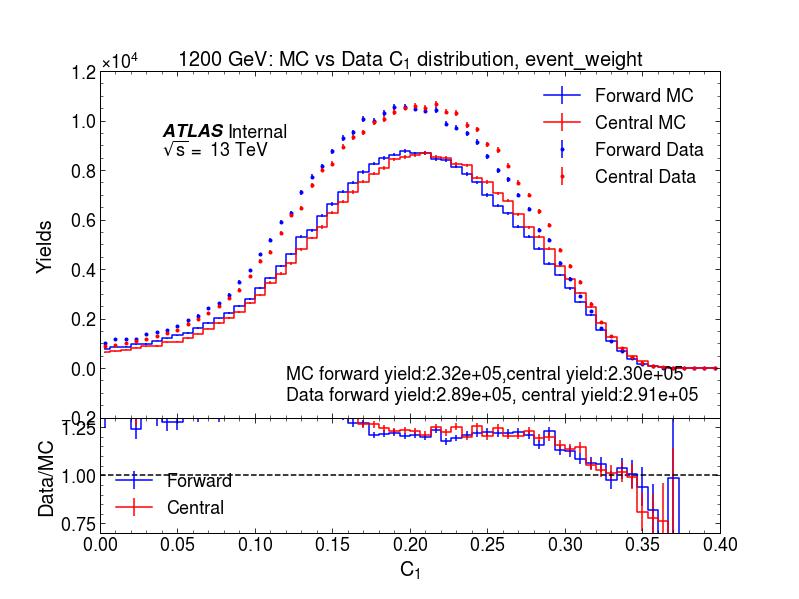 1200 GeV: MC vs Data C₁ distribution, event_weight
×10⁴
1.2
1.0
0.8
0.6
0.4
0.2
0.0
0.2
Yields
ATLAS Internal
√s = 13 TeV
Forward MC
Central MC
Forward Data
Central Data
MC forward yield:2.32e+05,central yield:2.30e+05
Data forward yield:2.89e+05, central yield:2.91e+05
1.25
1.00
0.75
Data/MC
Forward
Central
0.00 0.05 0.10 0.15 0.20 0.25 0.30 0.35 0.40
C₁